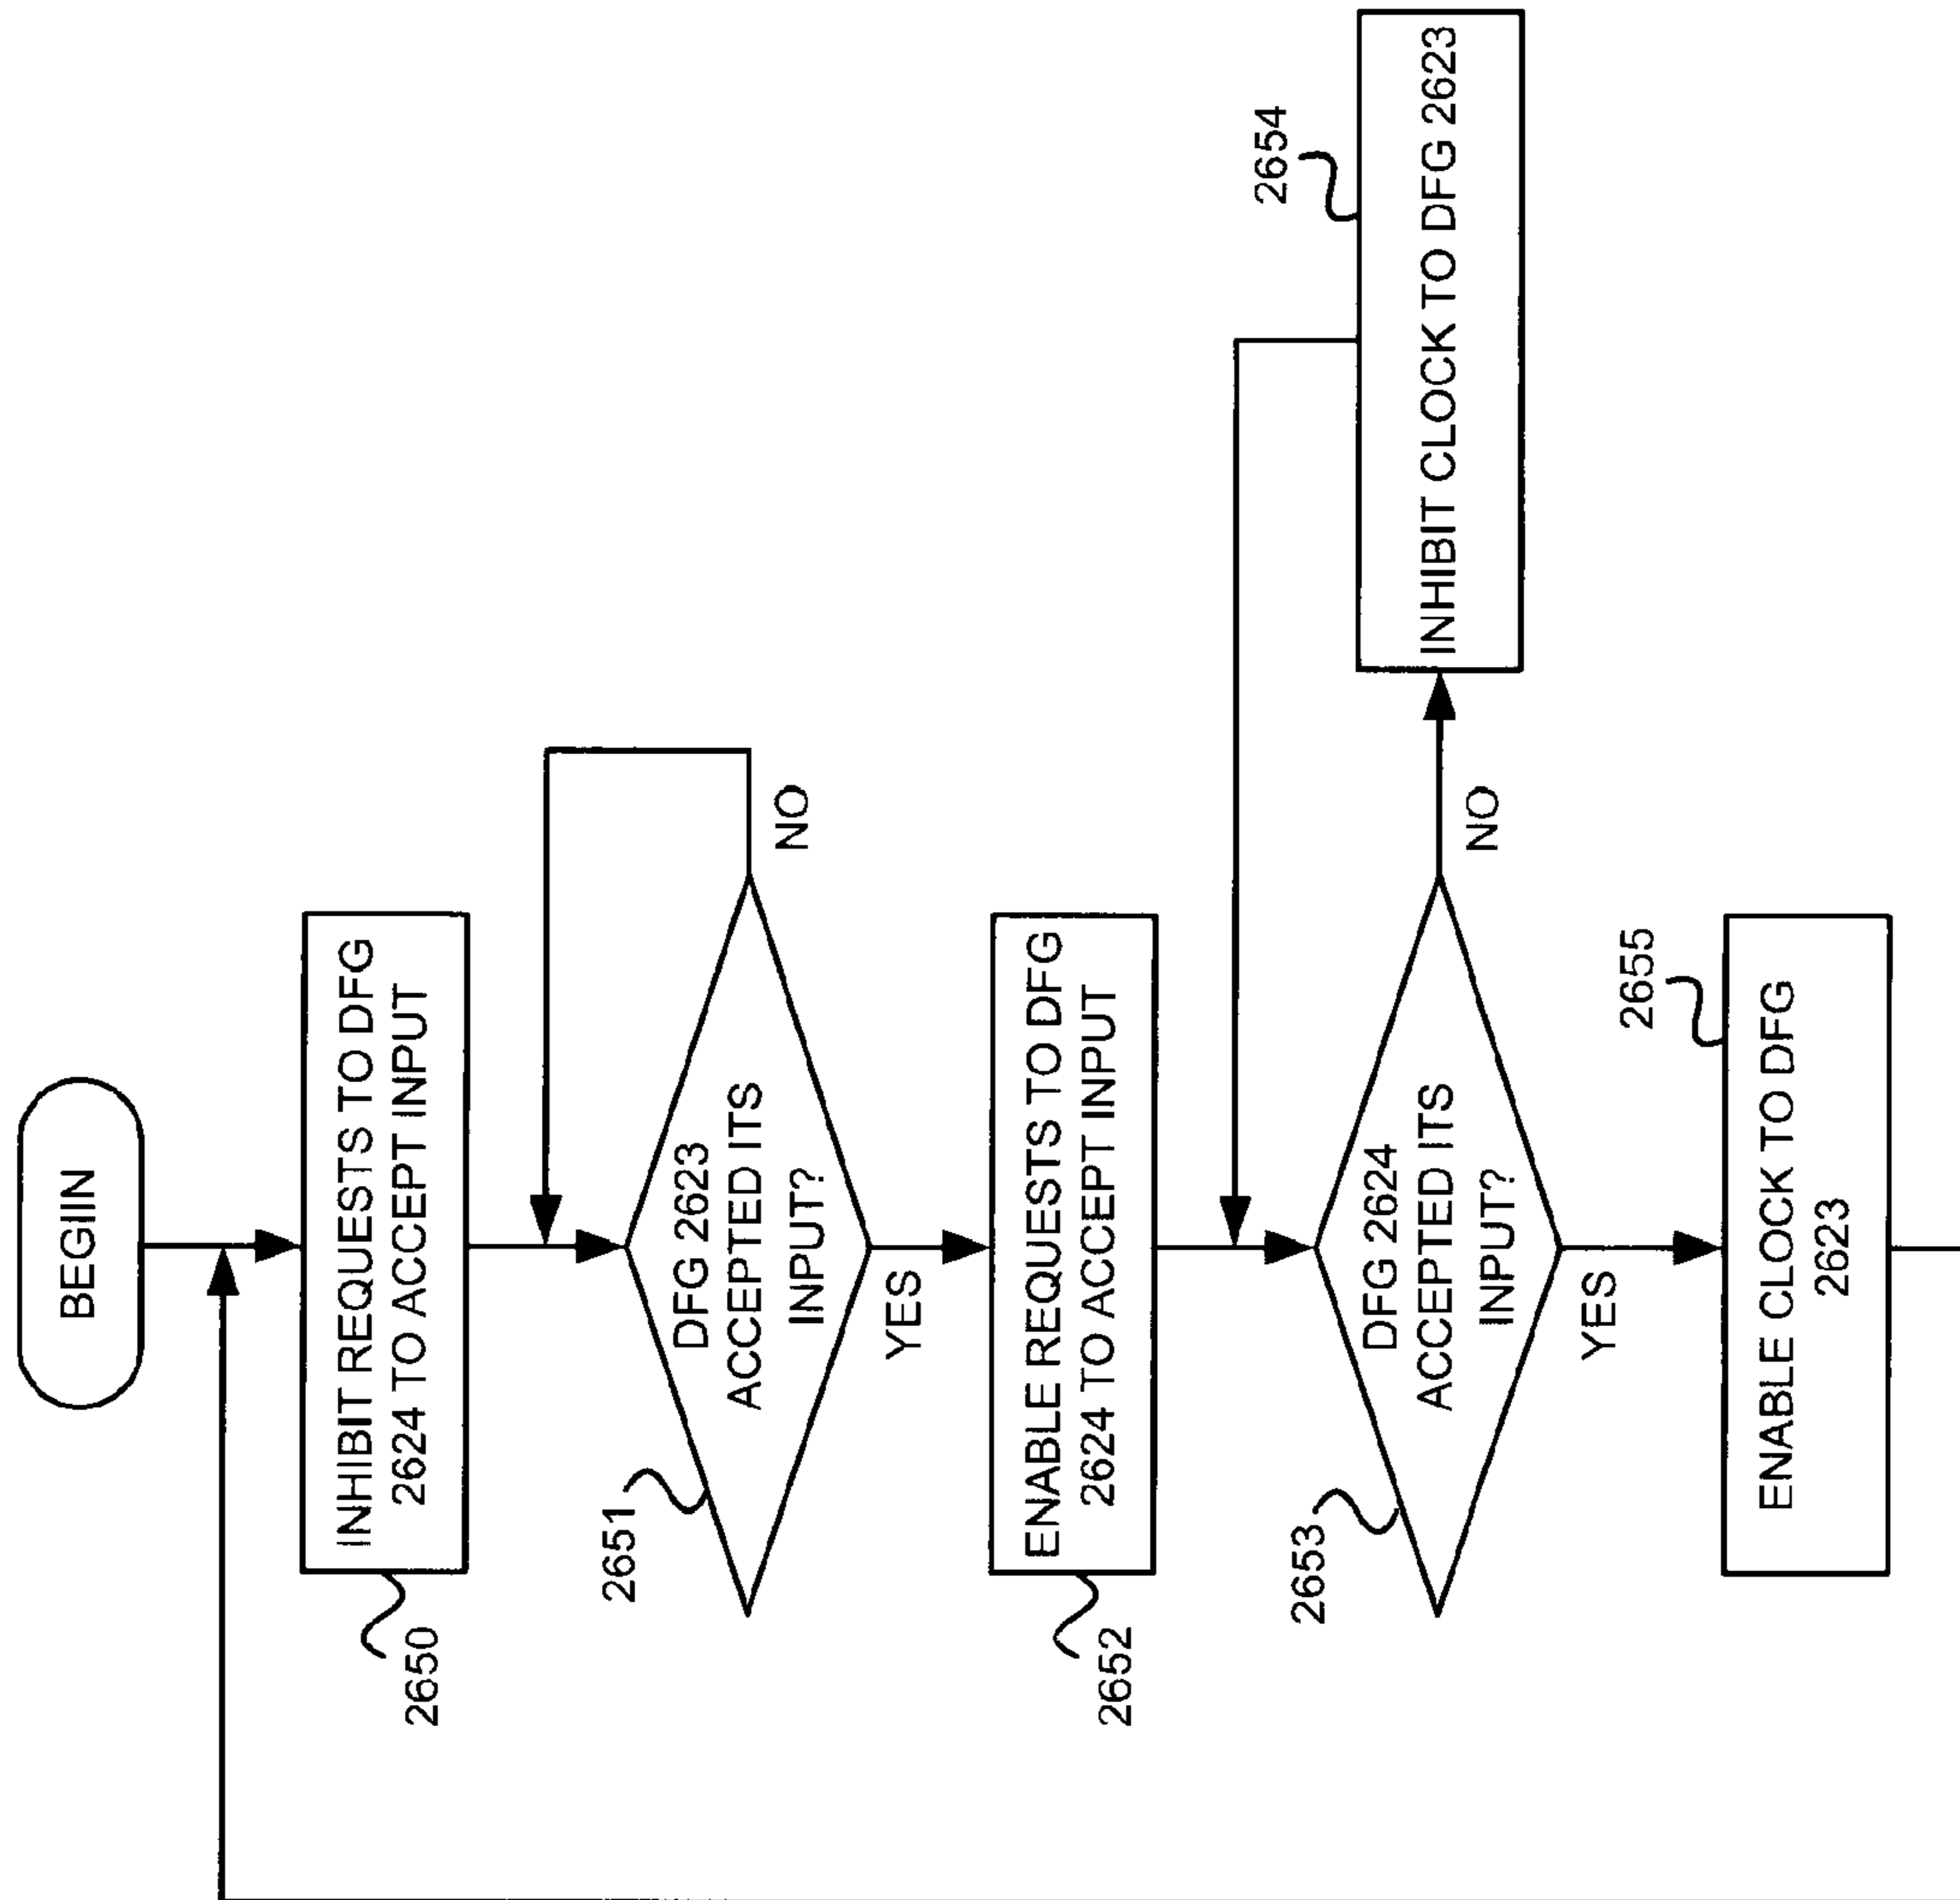 BEGIIN
INHIBIT REQUESTS TO DFG
2624 TO ACCEPT INPUT
2650
2651
DFG 2623
ACCEPTED ITS
INPUT?
NO
YES
ENABLE REQUESTS TO DFG
2624 TO ACCEPT INPUT
2652
2653
DFG 2624
ACCEPTED ITS
INPUT?
NO
2654
INHIBIT CLOCK TO DFG 2623
YES
2655
ENABLE CLOCK TO DFG
2623